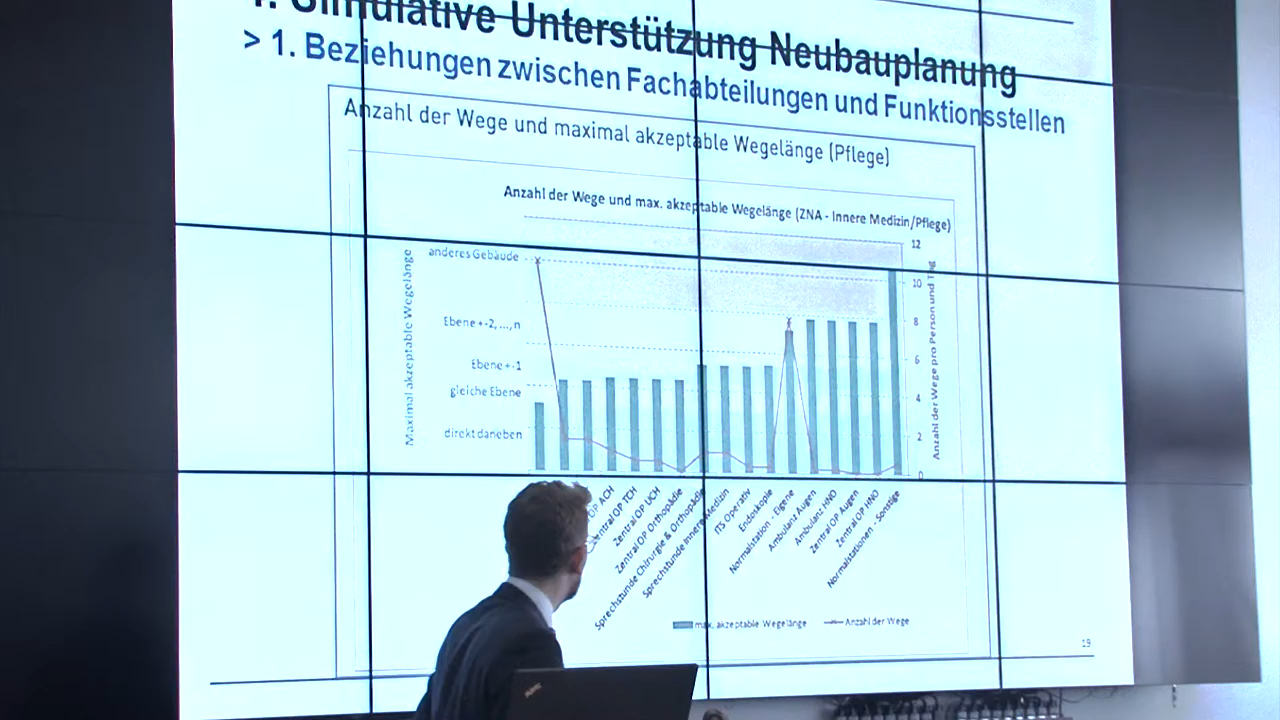 1. Simulative Unterstützung Neubauplanung
> 1. Beziehungen zwischen Fachabteilungen und Funktionsstellen
Anzahl der Wege und maximal akzeptable Wegelänge (Pflege)
Anzahl der Wege und max. akzeptable Wegelänge (ZNA - Innere Medizin/Pflege)
Maximal akzeptable Wegelänge
anderes Gebäude
Ebene +-2, ..., n
Ebene +-1
gleiche Ebene
direkt daneben
12
10
8
6
4
2
0
Anzahl der Wege pro Person und Tag
OP ACH
Zentral OP TCH
Zentral OP UCH
Zentral OP Orthopädie
Sprechstunde Chirurgie & Orthopädie
Sprechstunde Innere Medizin
ITS Operativ
Endoskopie
Normalstation - Eigene
Ambulanz Augen
Ambulanz HNO
Zentral OP Augen
Zentral OP HNO
Normalstationen - Sonstige
max. akzeptable Wegelänge
Anzahl der Wege
19